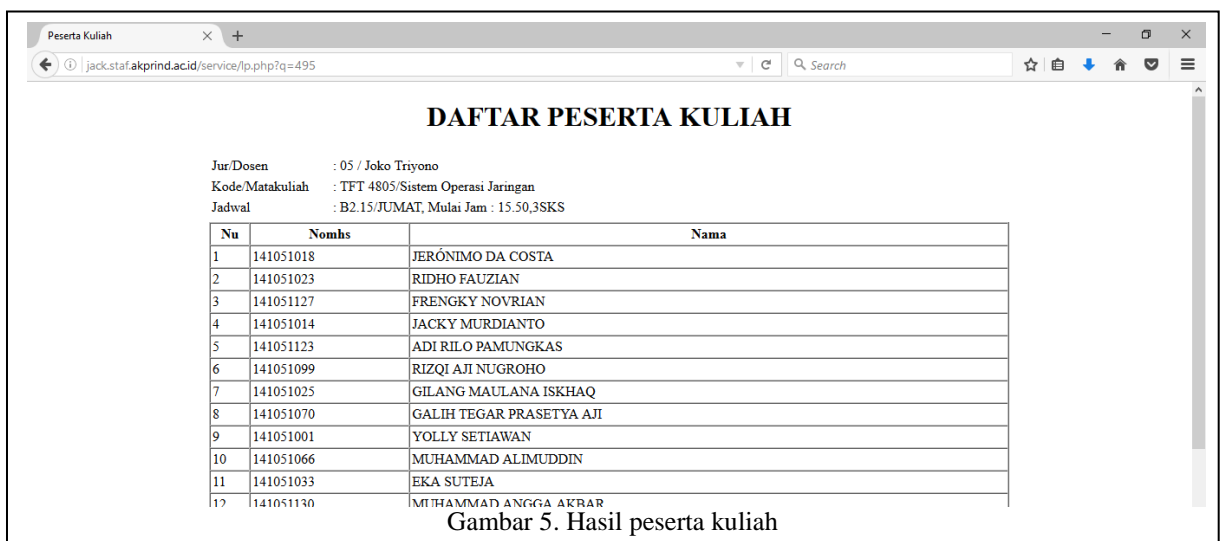 Peserta Kuliah
jack.staf.akprind.ac.id/service/lp.php?q=495
Search
DAFTAR PESERTA KULIAH
Jur/Dosen : 05 / Joko Triyono
Kode/Matakuliah : TFT 4805/Sistem Operasi Jaringan
Jadwal : B2.15/JUMAT, Mulai Jam : 15.50,3SKS
Nu Nomhs Nama
1 141051018 JERÓNIMO DA COSTA
2 141051023 RIDHO FAUZIAN
3 141051127 FRENGKY NOVRIAN
4 141051014 JACKY MURDIANTO
5 141051123 ADI RILO PAMUNGKAS
6 141051099 RIZQI AJI NUGROHO
7 141051025 GILANG MAULANA ISKHAQ
8 141051070 GALIH TEGAR PRASETYA AJI
9 141051001 YOLLY SETIAWAN
10 141051066 MUHAMMAD ALIMUDDIN
11 141051033 EKA SUTEJA
12 141051130 MUHAMMAD ANGGA AKBAR
Gambar 5. Hasil peserta kuliah